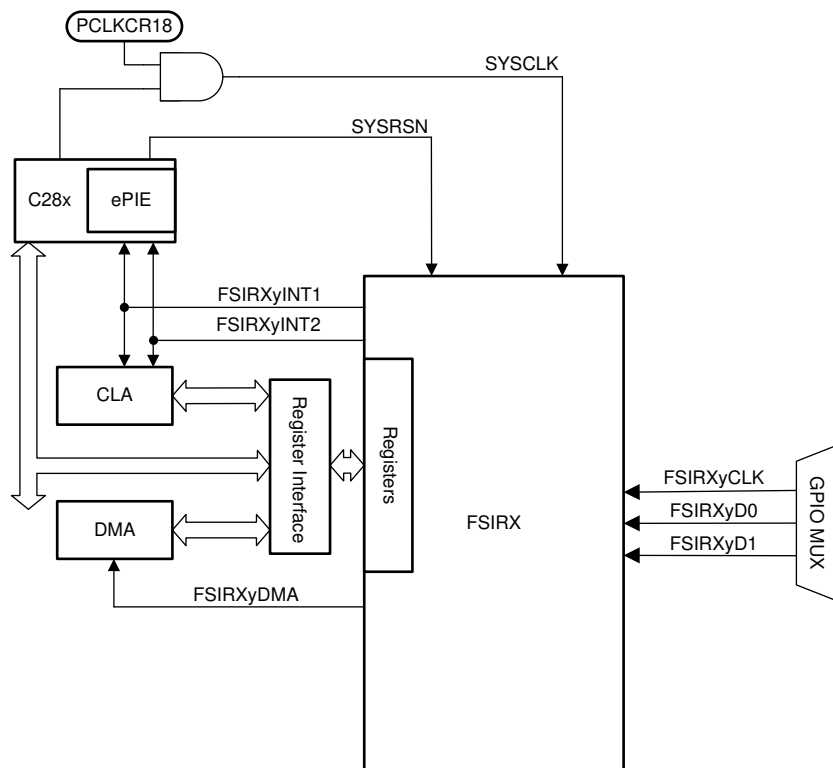 PCLKCR18
SYSCLK
SYSRSN
C28x
ePIE
FSIRXyINT1
FSIRXyINT2
CLA
Register Interface
Registers
FSIRX
FSIRXyCLK
FSIRXyD0
FSIRXyD1
GPIO MUX
DMA
FSIRXyDMA